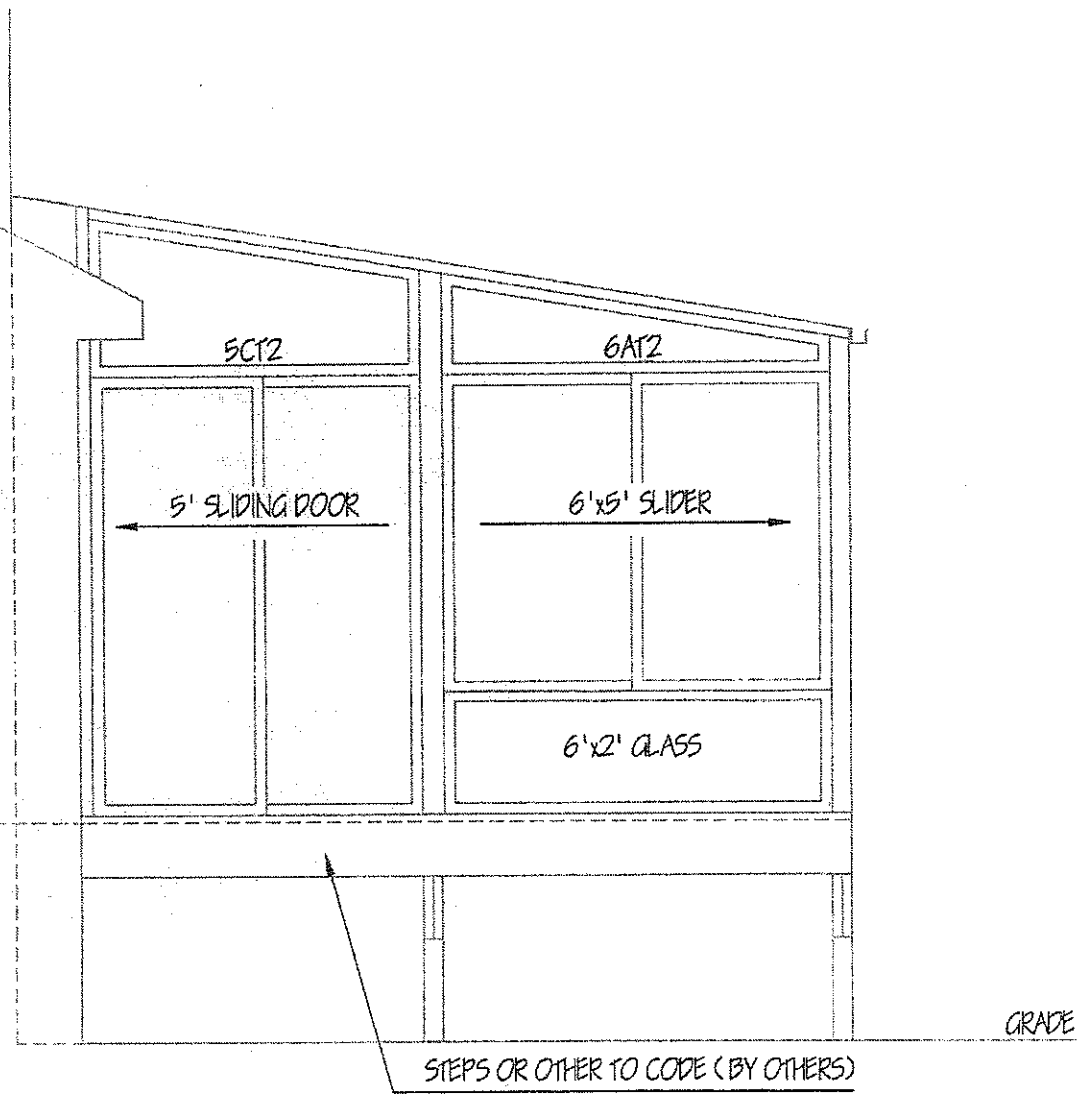 5CT2
6AT2
5' SLIDING DOOR
6'x5' SLIDER
6'x2' GLASS
GRADE
STEPS OR OTHER TO CODE (BY OTHERS)